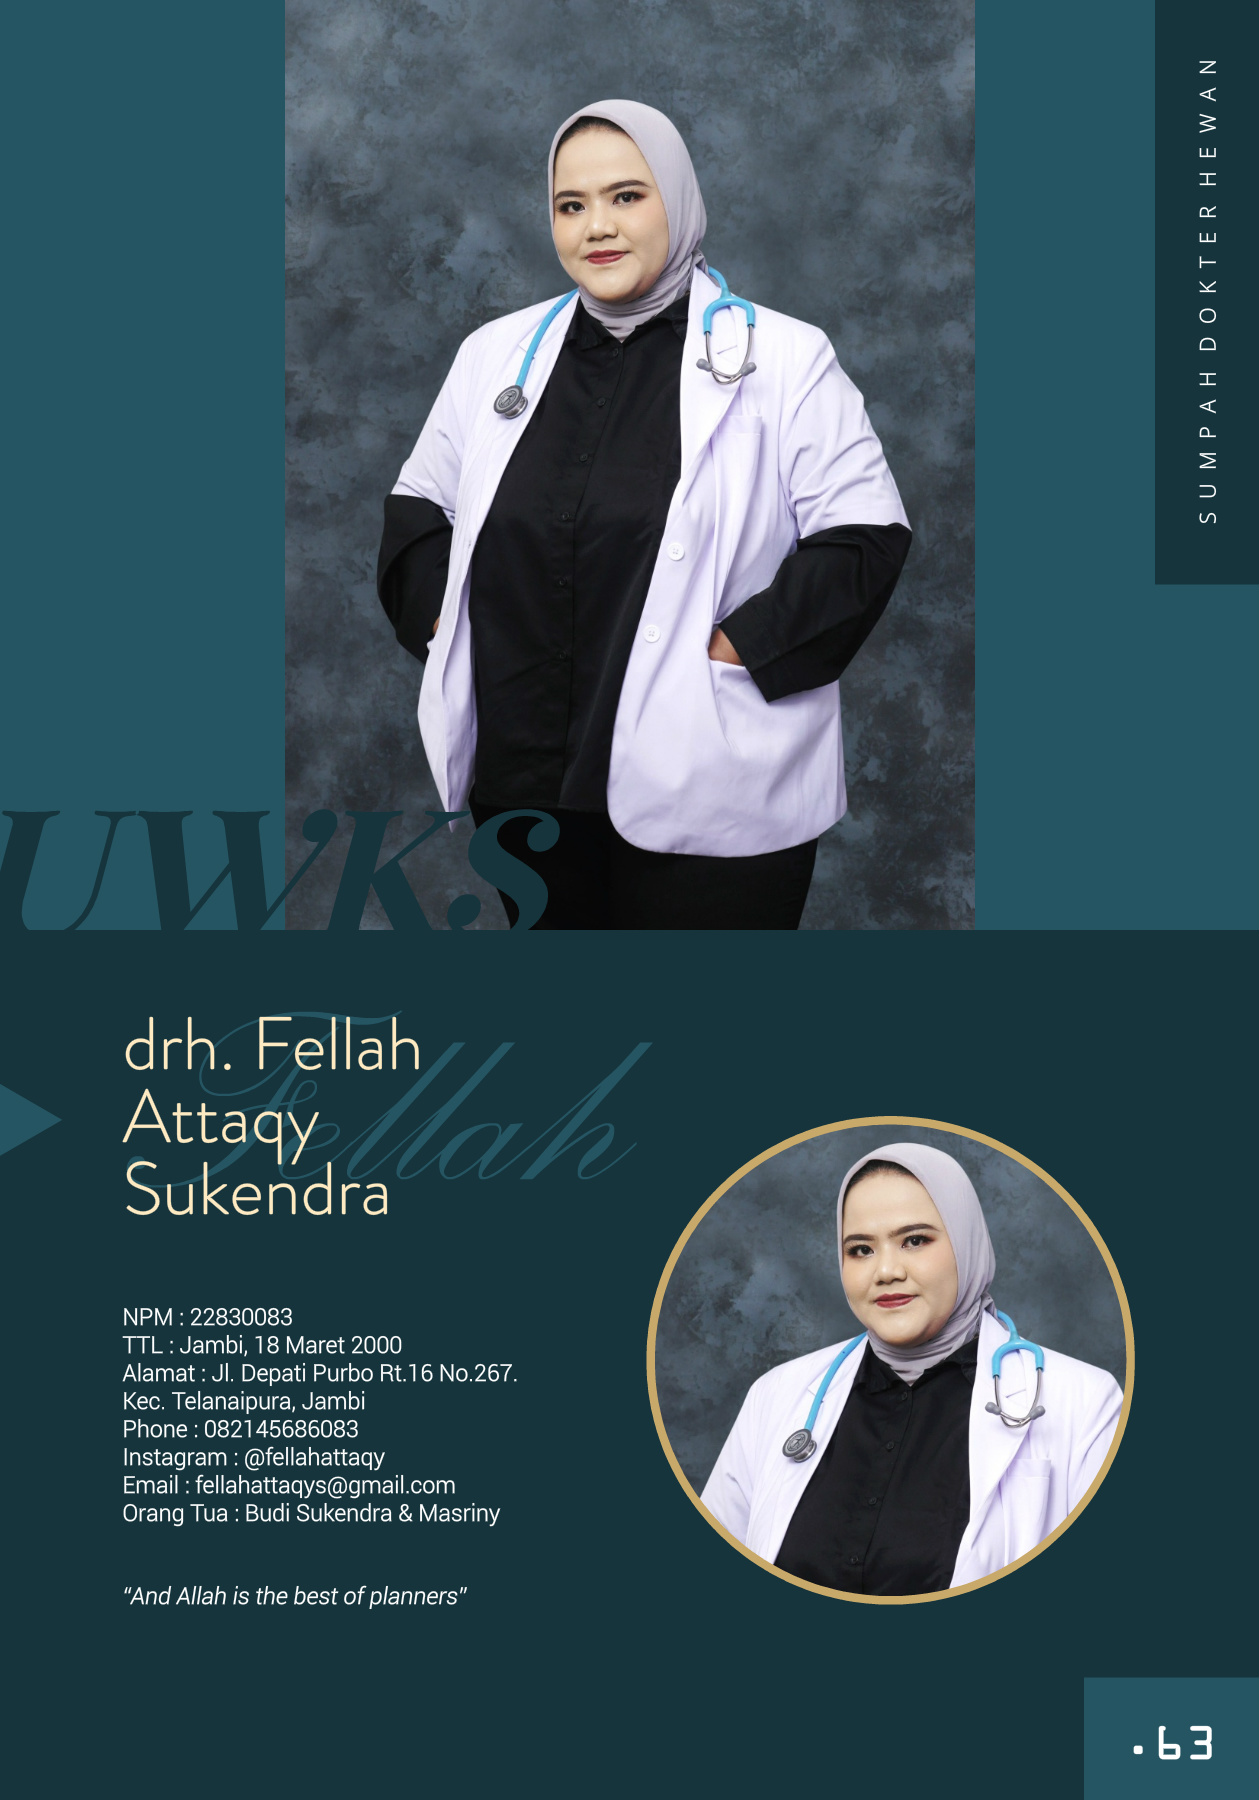 SUMPAH DOKTER HEWAN
UWKS
Fellah
drh. Fellah
Attaqy
Sukendra
NPM : 22830083
TTL : Jambi, 18 Maret 2000
Alamat : Jl. Depati Purbo Rt.16 No.267.
Kec. Telanaipura, Jambi
Phone : 082145686083
Instagram : @fellahattaqy
Email : fellahattaqys@gmail.com
Orang Tua : Budi Sukendra & Masriny
“And Allah is the best of planners”
.63